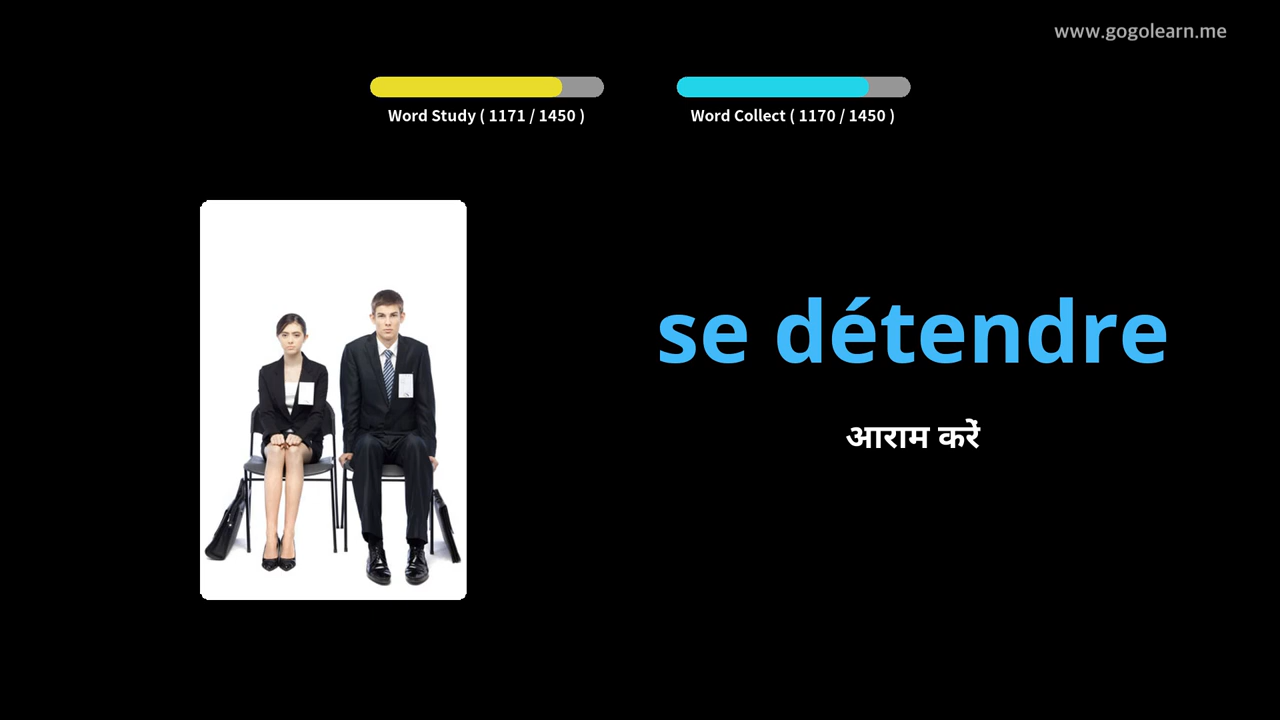 www.gogolearn.me
Word Study ( 1171 / 1450 )
Word Collect ( 1170 / 1450 )
se détendre
आराम करें